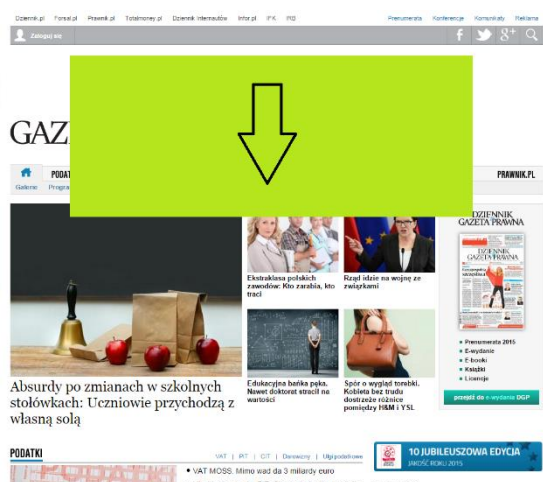 Dziennik.pl Forsal.pl Prawnik.pl Totalmoney.pl Dziennik Internautów Infor.pl IFK
Prenumerata Konferencje Komunikaty Reklama
Zaloguj się
GAZ
PODAT
PRAWNIK.PL
Galerie Progra
DZIENNIK
GAZETA PRAWNA
DZIENNIK
GAZETA PRAWNA
Ekstraklasa polskich
zawodów: Kto zarabia, kto
traci
Rząd idzie na wojnę ze
związkami
Prenumerata 2015
E-wydanie
E-booki
Książki
Licencje
przejdź do e-wydania DGP
Absurdy po zmianach w szkolnych
stołówkach: Uczniowie przychodzą z
własną solą
Edukacyjna bańka pęka.
Nawet doktorat stracił na
wartości
Spór o wygląd torebki.
Kobieta bez trudu
dostrzeże różnice
pomiędzy H&M i YSL
PODATKI
VAT | PIT | CIT |
10 JUBILEUSZOWA EDYCJA
JAKOŚĆ ROKU 2015
VAT MOSS. Mimo wad da 3 miliardy euro